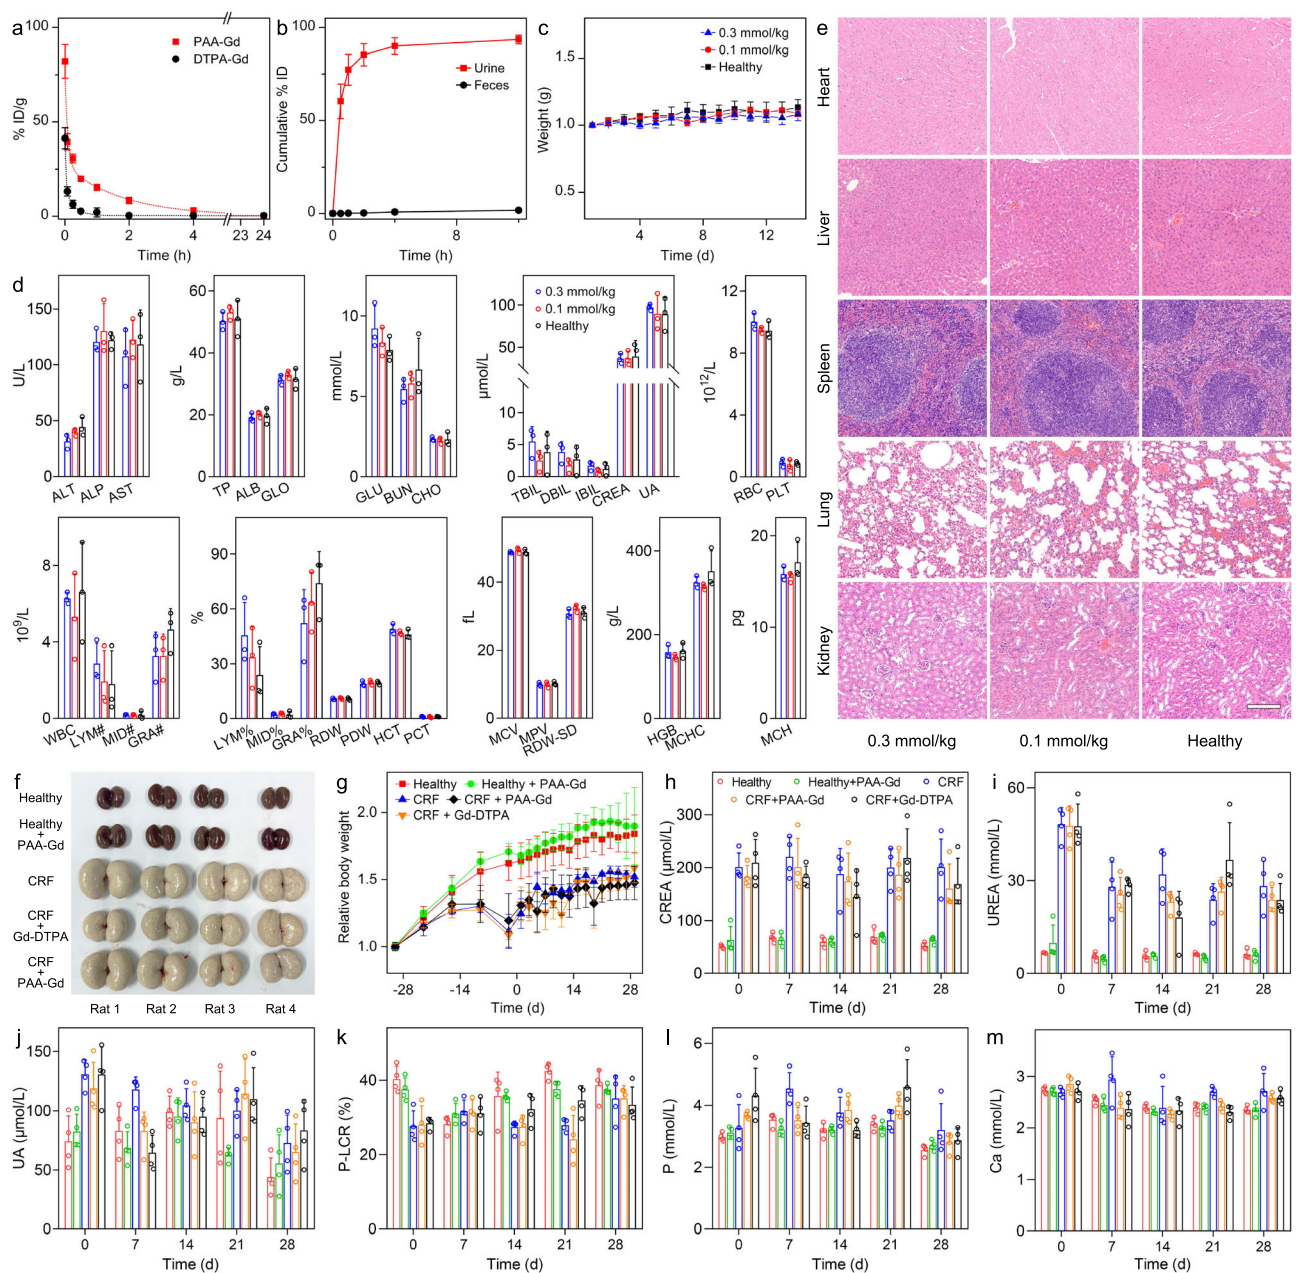 a
100
50
0
% ID/g
PAA-Gd
DTPA-Gd
0 2 4 23 24
Time (h)
b
100
75
50
25
0
Cumulative % ID
Urine
Feces
0 8
Time (h)
c
1.5
1.0
0.5
Weight (g)
0.3 mmol/kg
0.1 mmol/kg
Healthy
4 8 12
Time (d)
d
150
100
50
0
U/L
ALT ALP AST
60
40
20
0
g/L
TP ALB GLO
10
5
0
mmol/L
GLU BUN CHO
100
50
10
5
0
µmol/L
0.3 mmol/kg
0.1 mmol/kg
Healthy
TBIL DBIL IBIL CREA UA
12
8
4
0
10¹²/L
RBC PLT
8
4
0
10⁹/L
WBC LYM# MID# GRA#
90
60
30
0
%
LYM% MID% GRA% RDW PDW HCT PCT
40
20
0
fL
MCV MPV RDW-SD
400
200
0
g/L
HGB MCHC
20
10
0
pg
MCH
e
Heart
Liver
Spleen
Lung
Kidney
0.3 mmol/kg 0.1 mmol/kg Healthy
f
Healthy
Healthy
+
PAA-Gd
CRF
CRF
+
Gd-DTPA
CRF
+
PAA-Gd
Rat 1 Rat 2 Rat 3 Rat 4
g
2.0
1.5
1.0
Relative body weight
Healthy Healthy + PAA-Gd
CRF CRF + PAA-Gd
CRF + Gd-DTPA
-28 -14 0 14 28
Time (d)
h
300
200
100
0
CREA (µmol/L)
Healthy Healthy+PAA-Gd CRF
CRF+PAA-Gd CRF+Gd-DTPA
0 7 14 21 28
Time (d)
i
60
30
0
UREA (mmol/L)
0 7 14 21 28
Time (d)
j
150
100
50
0
UA (µmol/L)
0 7 14 21 28
Time (d)
k
40
20
0
P-LCR (%)
0 7 14 21 28
Time (d)
l
6
4
2
0
P (mmol/L)
0 7 14 21 28
Time (d)
m
3
2
1
0
Ca (mmol/L)
0 7 14 21 28
Time (d)